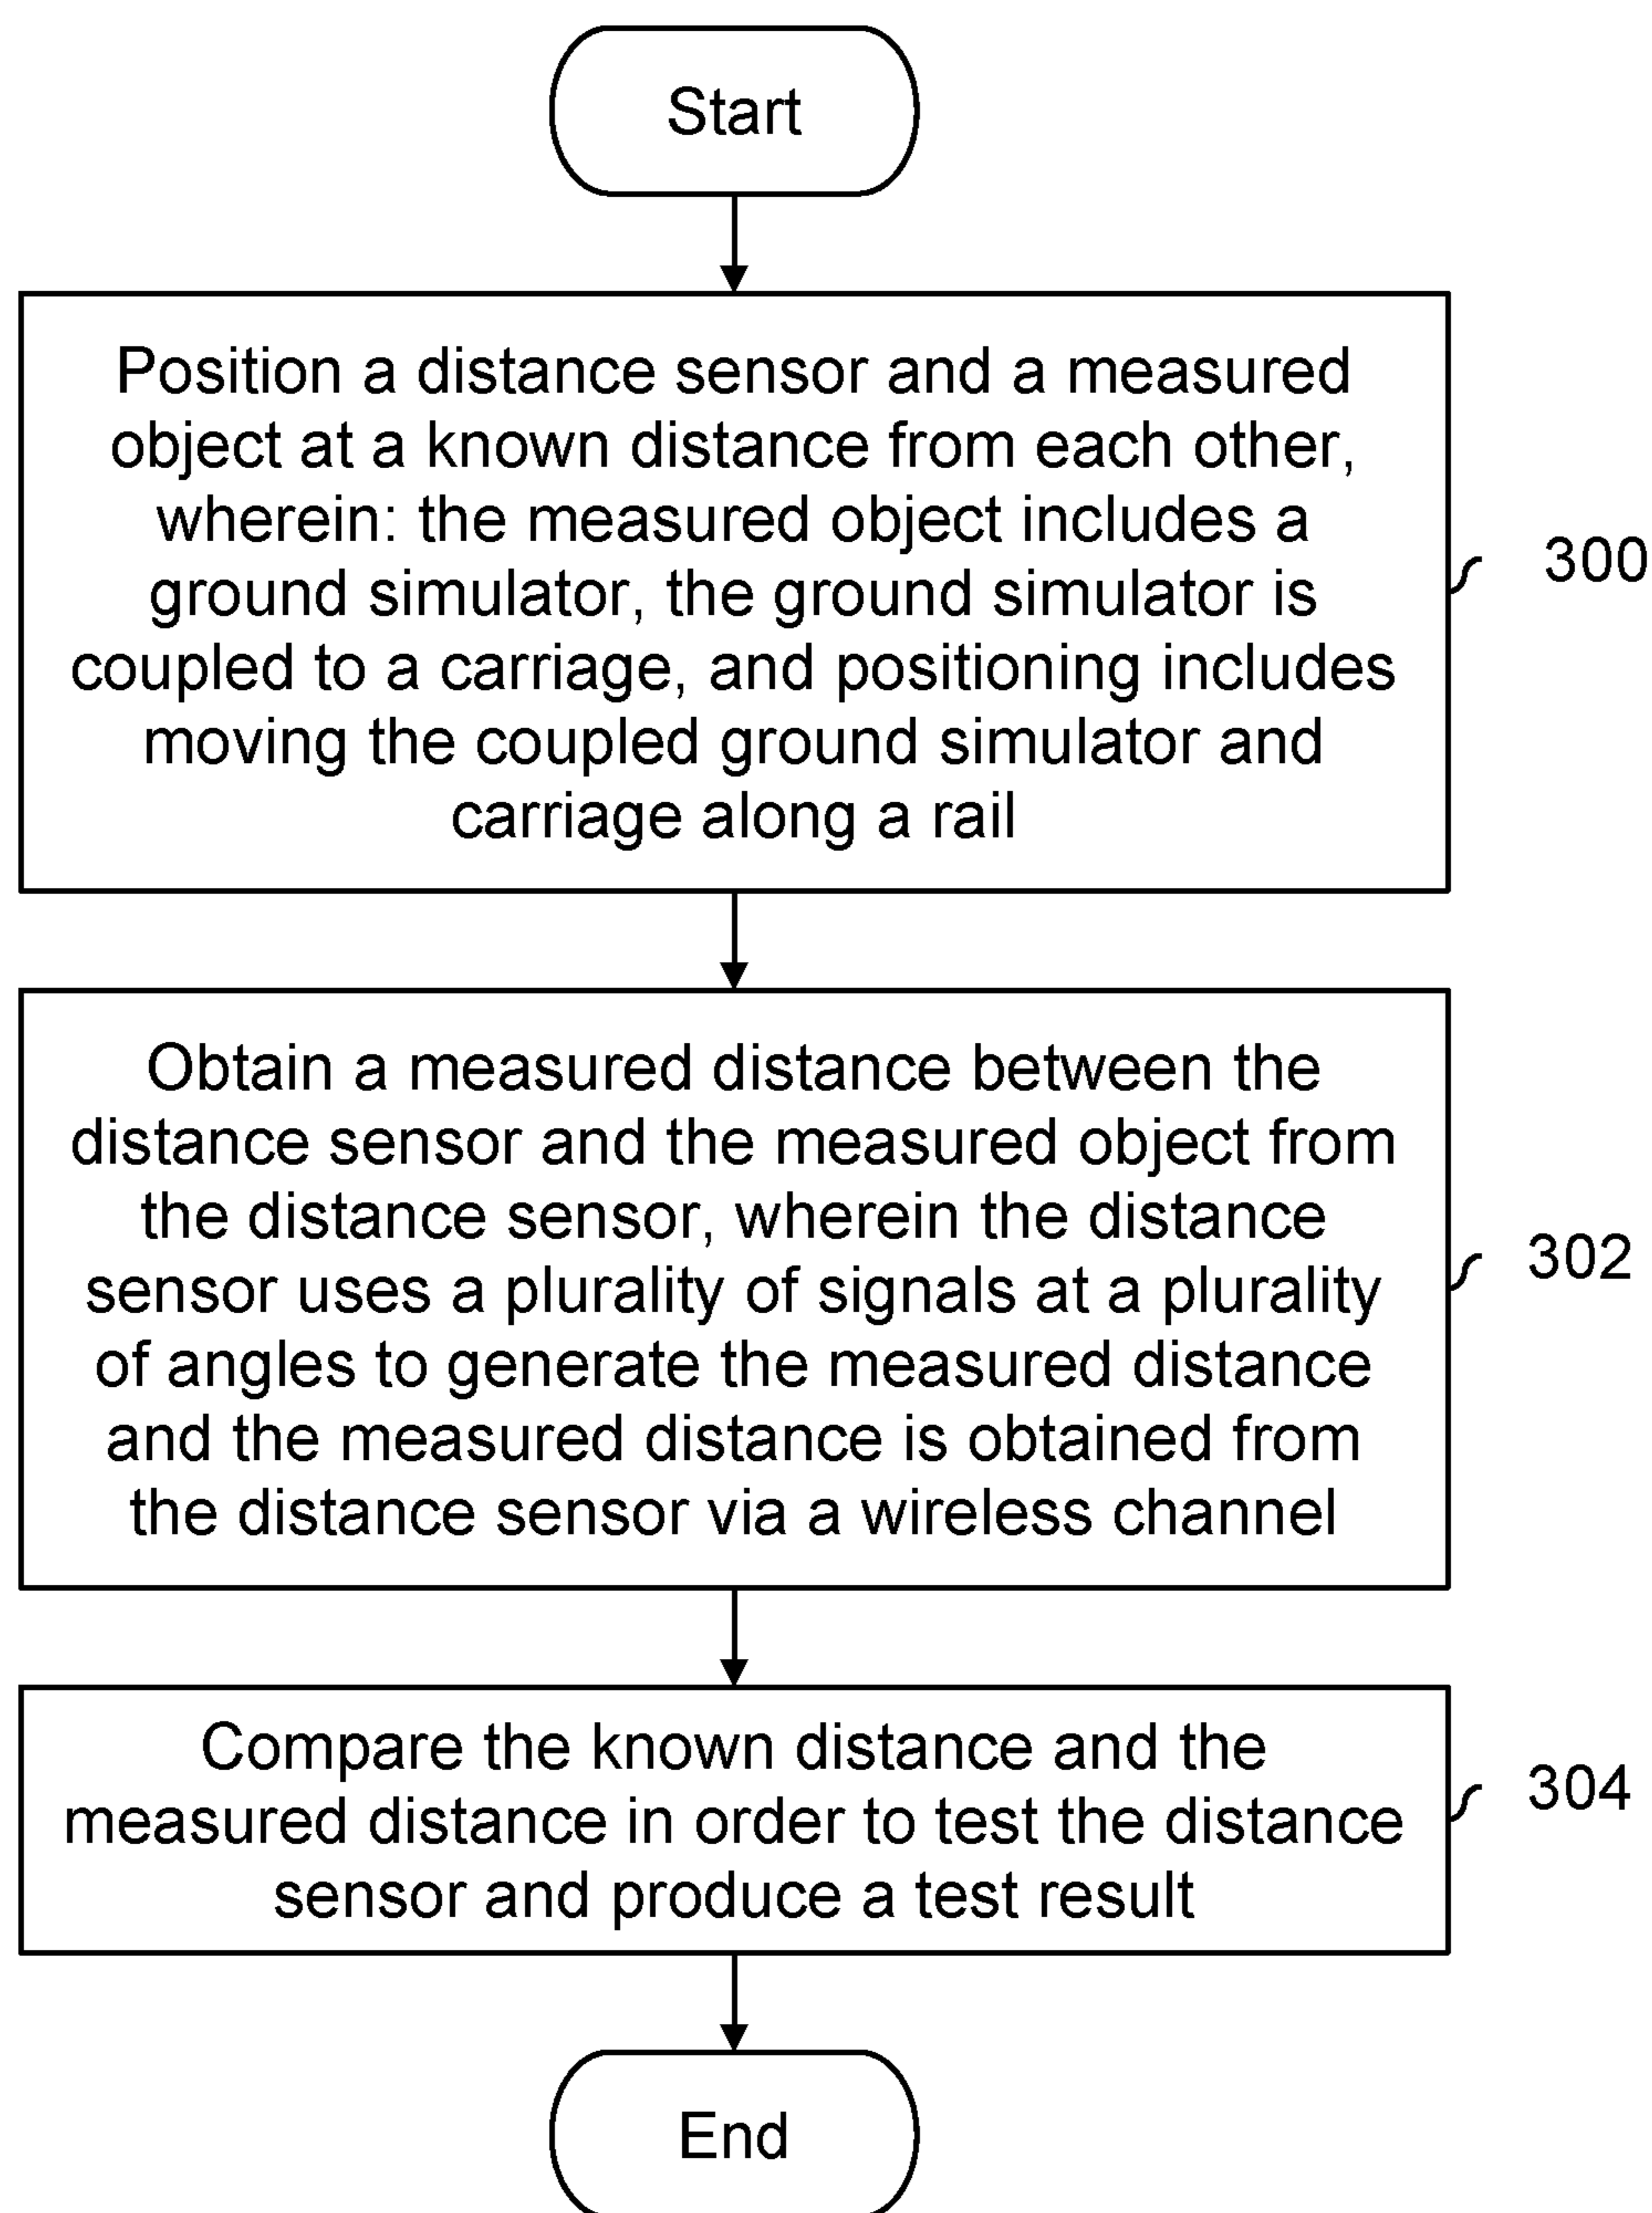 Start
Position a distance sensor and a measured
object at a known distance from each other,
wherein: the measured object includes a
ground simulator, the ground simulator is
coupled to a carriage, and positioning includes
moving the coupled ground simulator and
carriage along a rail
300
Obtain a measured distance between the
distance sensor and the measured object from
the distance sensor, wherein the distance
sensor uses a plurality of signals at a plurality
of angles to generate the measured distance
and the measured distance is obtained from
the distance sensor via a wireless channel
302
Compare the known distance and the
measured distance in order to test the distance
sensor and produce a test result
304
End